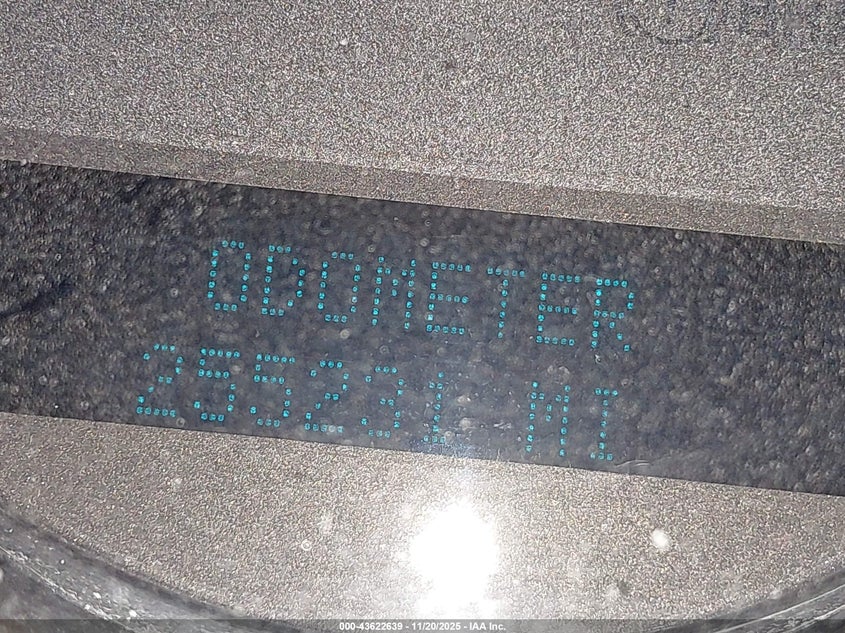 ODOMETER
255231 MI
000-43622639 - 11/20/2025 - IAA Inc.